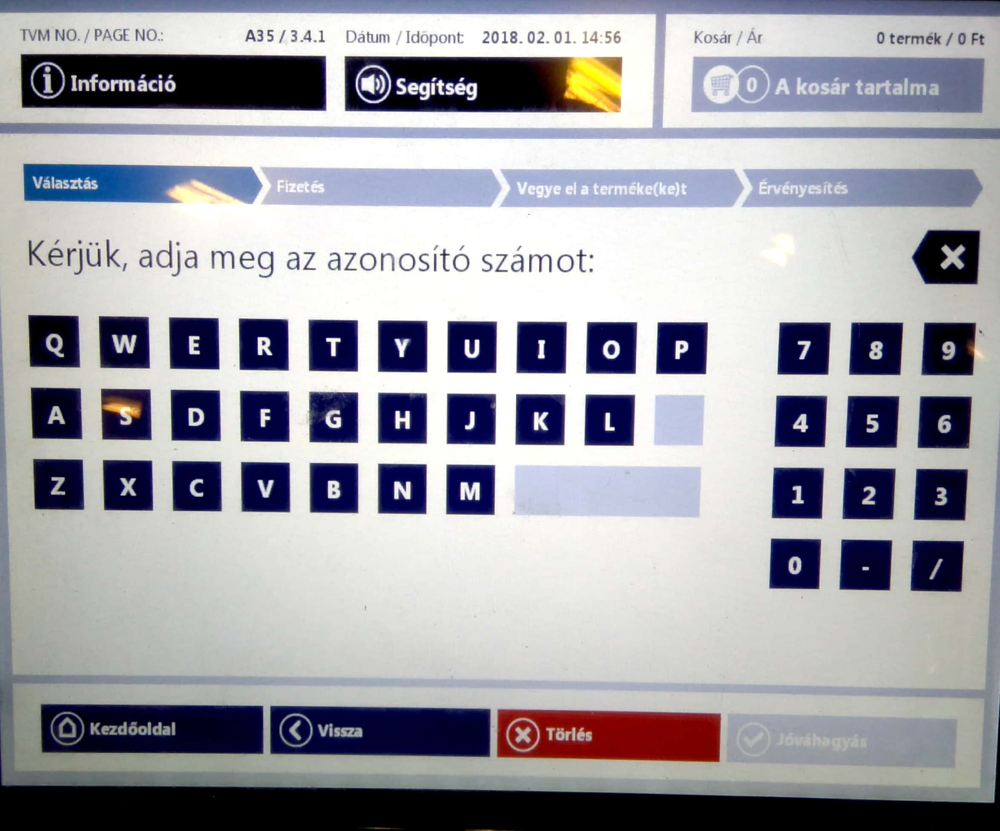 TVM NO. / PAGE NO.: A35 / 3.4.1 Dátum / Időpont: 2018. 02. 01. 14:56 Kosár / Ár 0 termék / 0 Ft
Információ Segítség 0 A kosár tartalma
Választás Fizetés Vegye el a terméke(ke)t Érvényesítés
Kérjük, adja meg az azonosító számot:
Q W E R T Y U I O P 7 8 9
A S D F G H J K L 4 5 6
Z X C V B N M 1 2 3
0 - /
Kezdőoldal Vissza Törlés Jóváhagyás